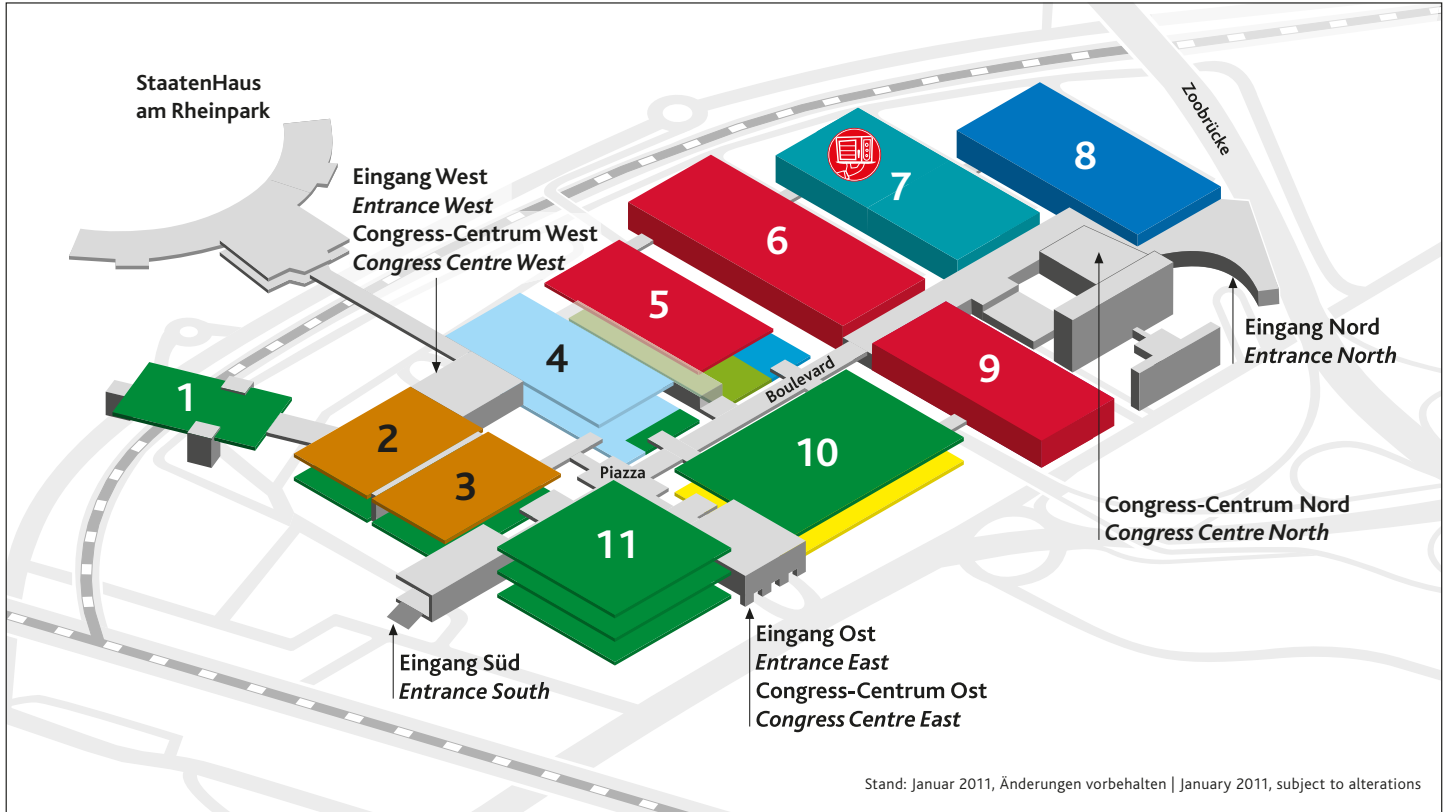 StaatenHaus
am Rheinpark
Eingang West
Entrance West
Congress-Centrum West
Congress Centre West
Zoobrücke
8
7
6
5
4
9
Boulevard
Eingang Nord
Entrance North
1
2
3
10
Piazza
11
Congress-Centrum Nord
Congress Centre North
Eingang Süd
Entrance South
Eingang Ost
Entrance East
Congress-Centrum Ost
Congress Centre East
Stand: Januar 2011, Änderungen vorbehalten | January 2011, subject to alterations